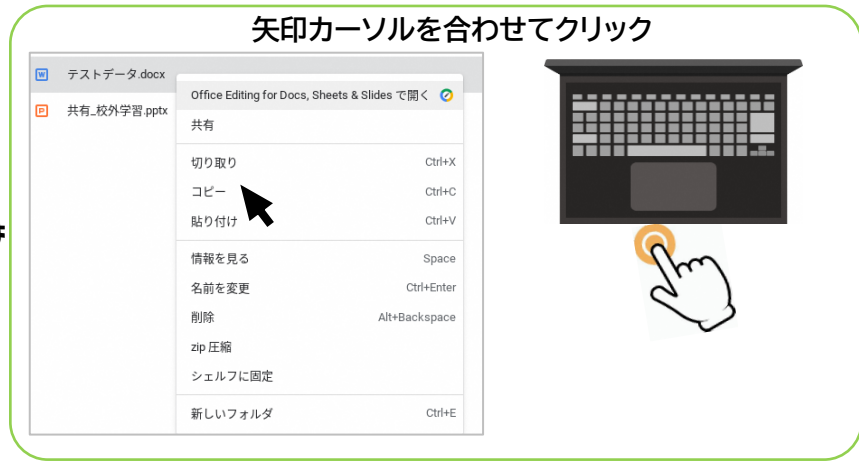 矢印カーソルを合わせてクリック
テストデータ.docx
共有_校外学習.pptx
Office Editing for Docs, Sheets & Slides で開く
共有
切り取り Ctrl+X
コピー Ctrl+C
貼り付け Ctrl+V
情報を見る Space
名前を変更 Ctrl+Enter
削除 Alt+Backspace
zip 圧縮
シェルフに固定
新しいフォルダ Ctrl+E